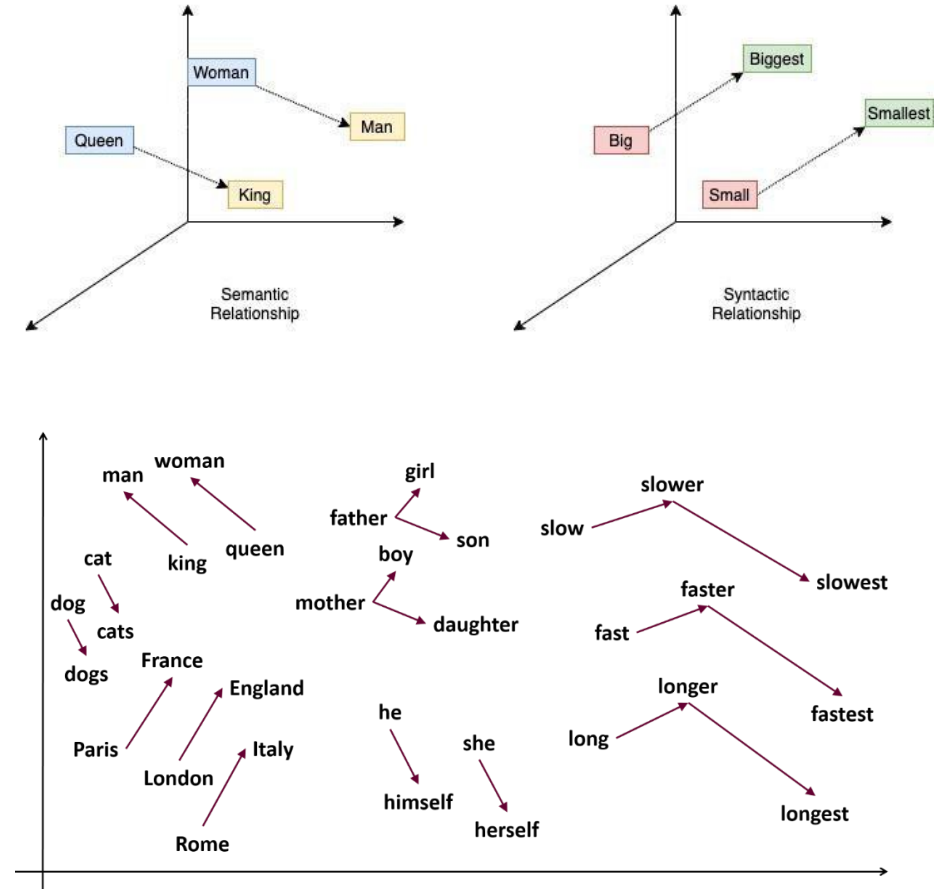 Woman
Man
Queen
King
Semantic
Relationship
Biggest
Smallest
Big
Small
Syntactic
Relationship
man
woman
king
queen
cat
cats
dog
dogs
France
England
Italy
Paris
London
Rome
girl
father
son
boy
mother
daughter
he
himself
she
herself
slower
slow
slowest
faster
fast
fastest
longer
long
longest